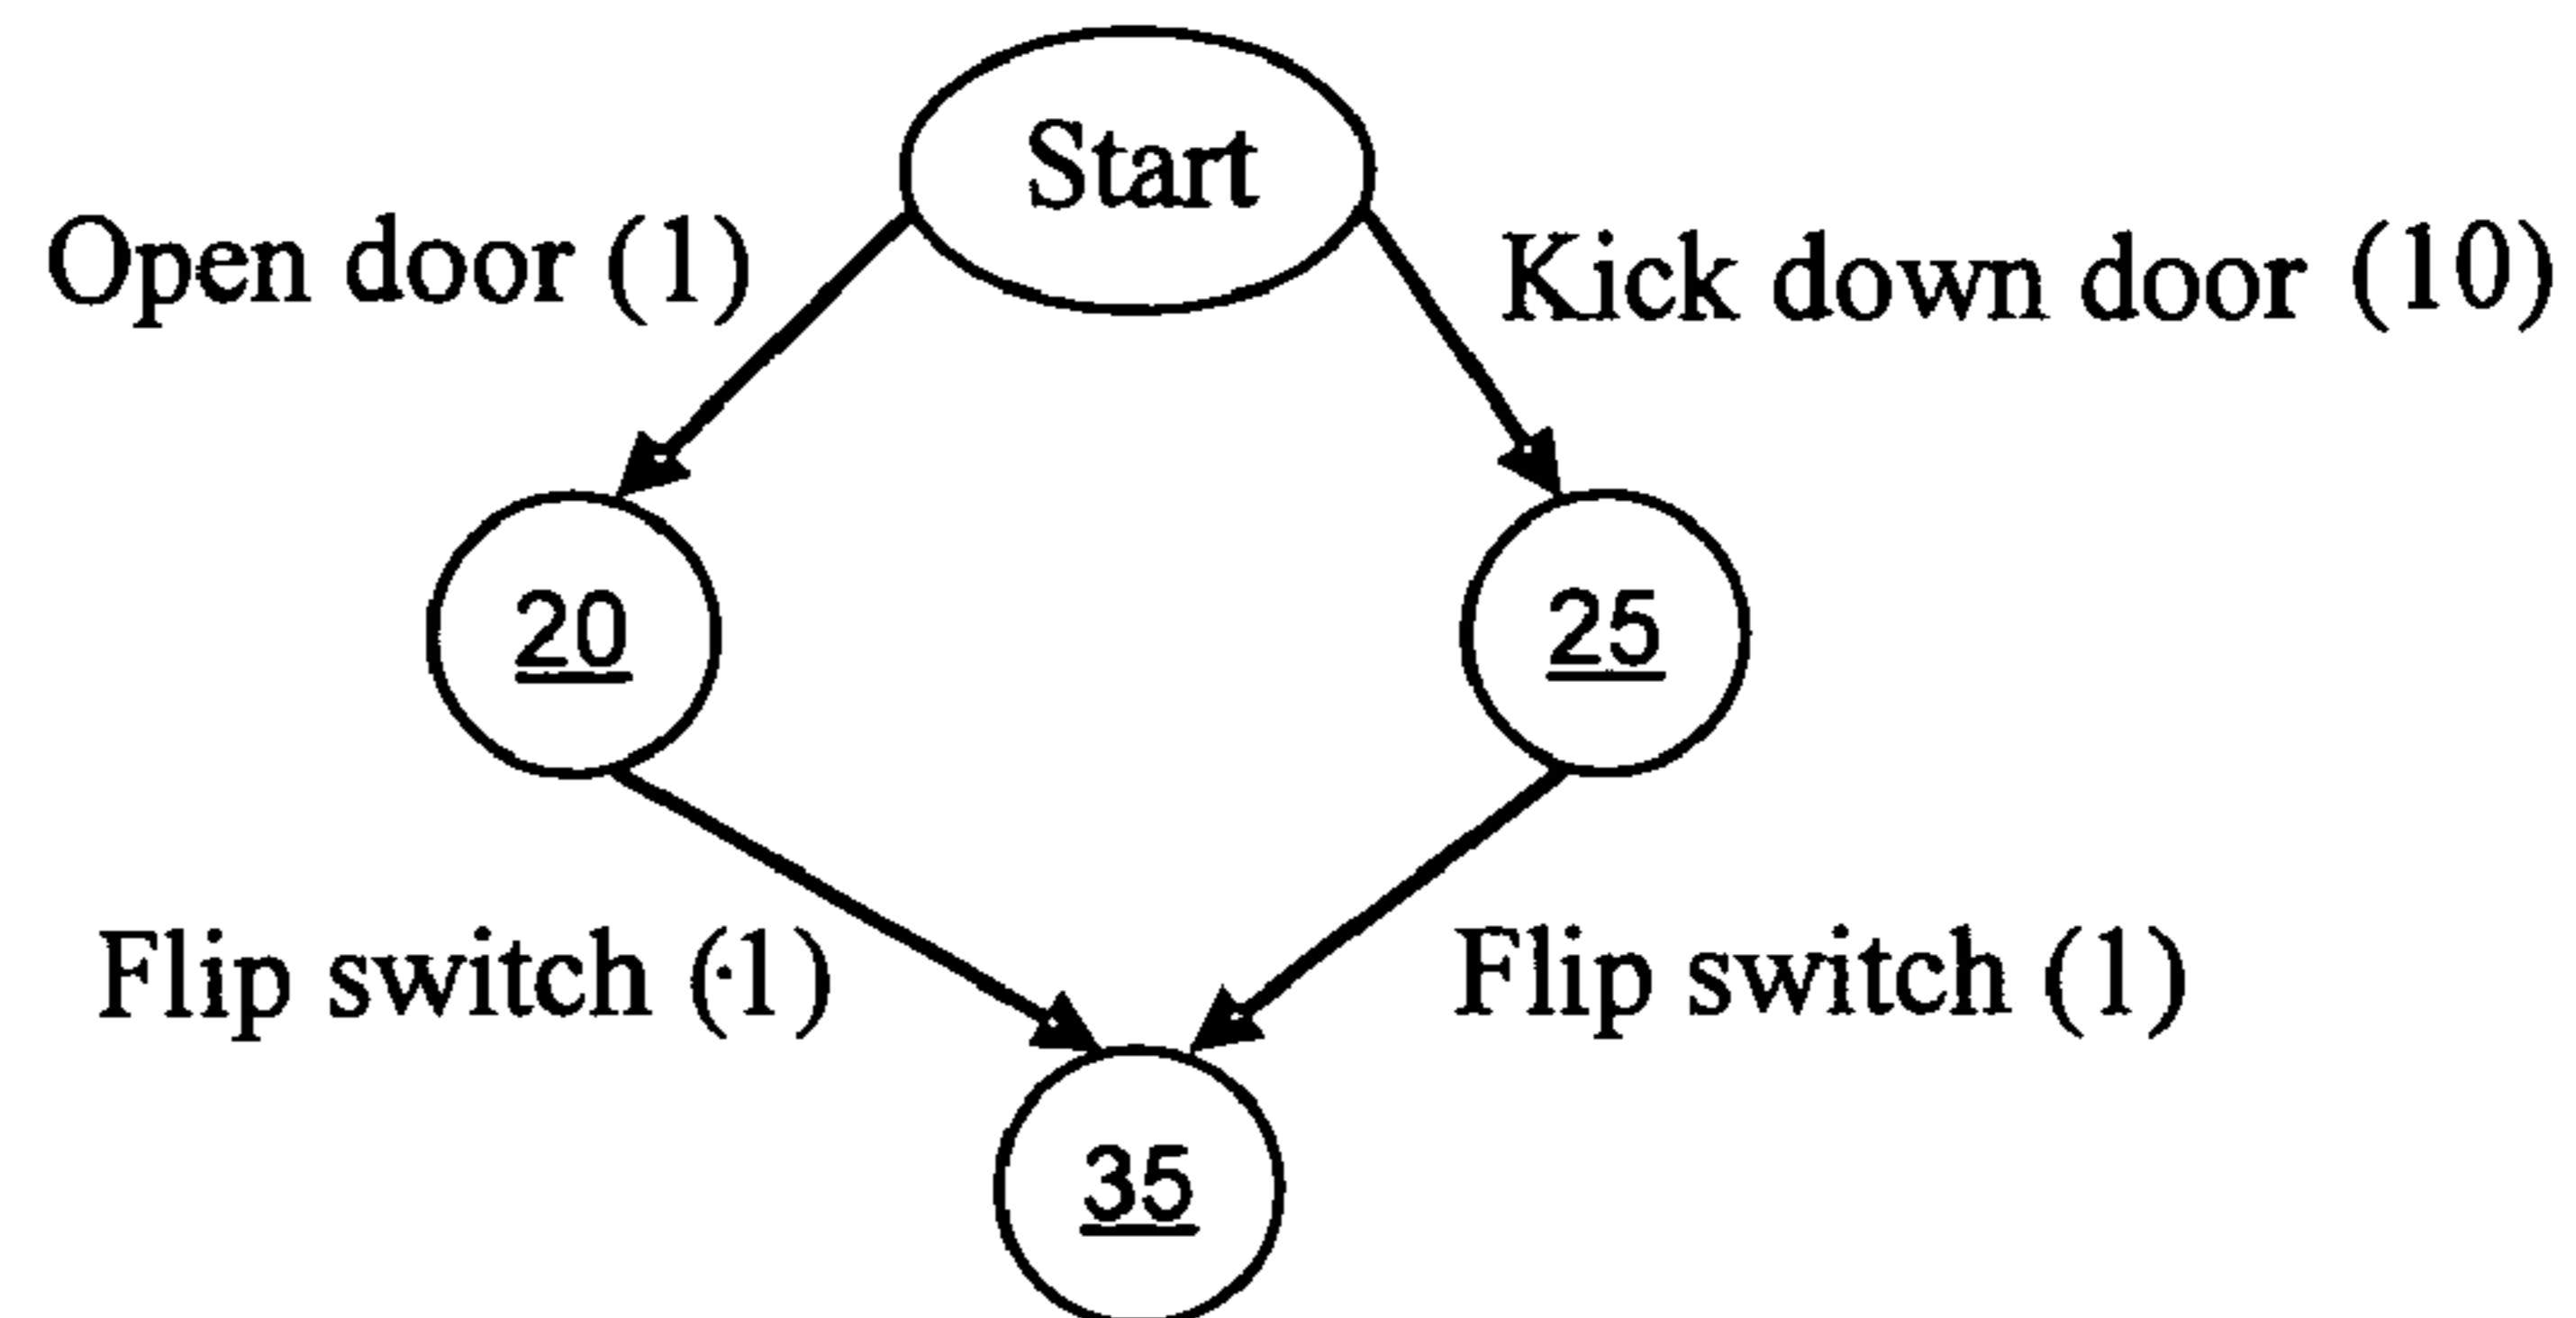 Start
Open door (1)
Kick down door (10)
20
25
Flip switch (1)
Flip switch (1)
35